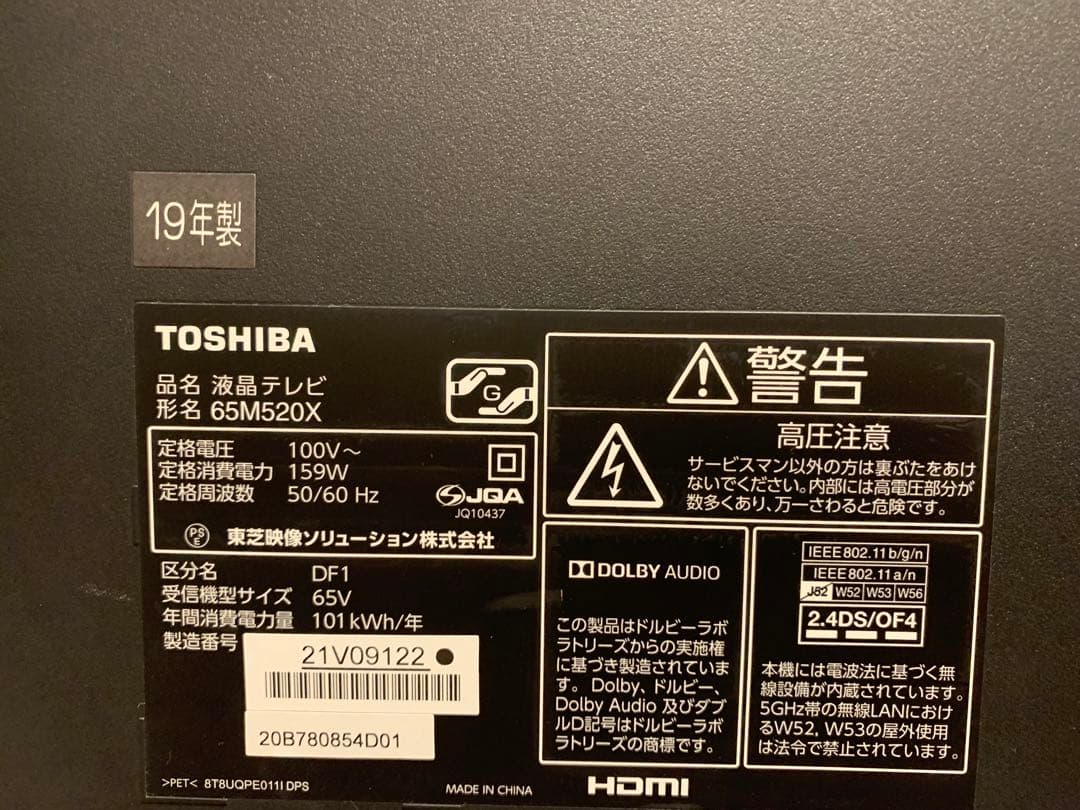 19年製
TOSHIBA
品名 液晶テレビ
形名 65M520X
G
定格電圧 100V～
定格消費電力 159W
定格周波数 50/60 Hz
JQA
JQ10437
PS
E
東芝映像ソリューション株式会社
区分名 DF1
受信機型サイズ 65V
年間消費電力量 101kWh/年
製造番号
21V09122●
20B780854D01
>PET< 8T8UQPE011I DPS
MADE IN CHINA
警告
高圧注意
サービスマン以外の方は裏ぶたをあけ
ないでください。内部には高電圧部分が
数多くあり、万一さわると危険です。
DOLBY AUDIO
この製品はドルビーラボ
ラトリーズからの実施権
に基づき製造されていま
す。Dolby、ドルビー、
Dolby Audio 及びダブ
ルD記号はドルビーラボ
ラトリーズの商標です。
HDMI
IEEE802.11b/g/n
IEEE802.11a/n
J52 W52 W53 W56
2.4DS/OF4
本機には電波法に基づく無
線設備が内蔵されています。
5GHz帯の無線LANにおけ
るW52, W53の屋外使用
は法令で禁止されています。